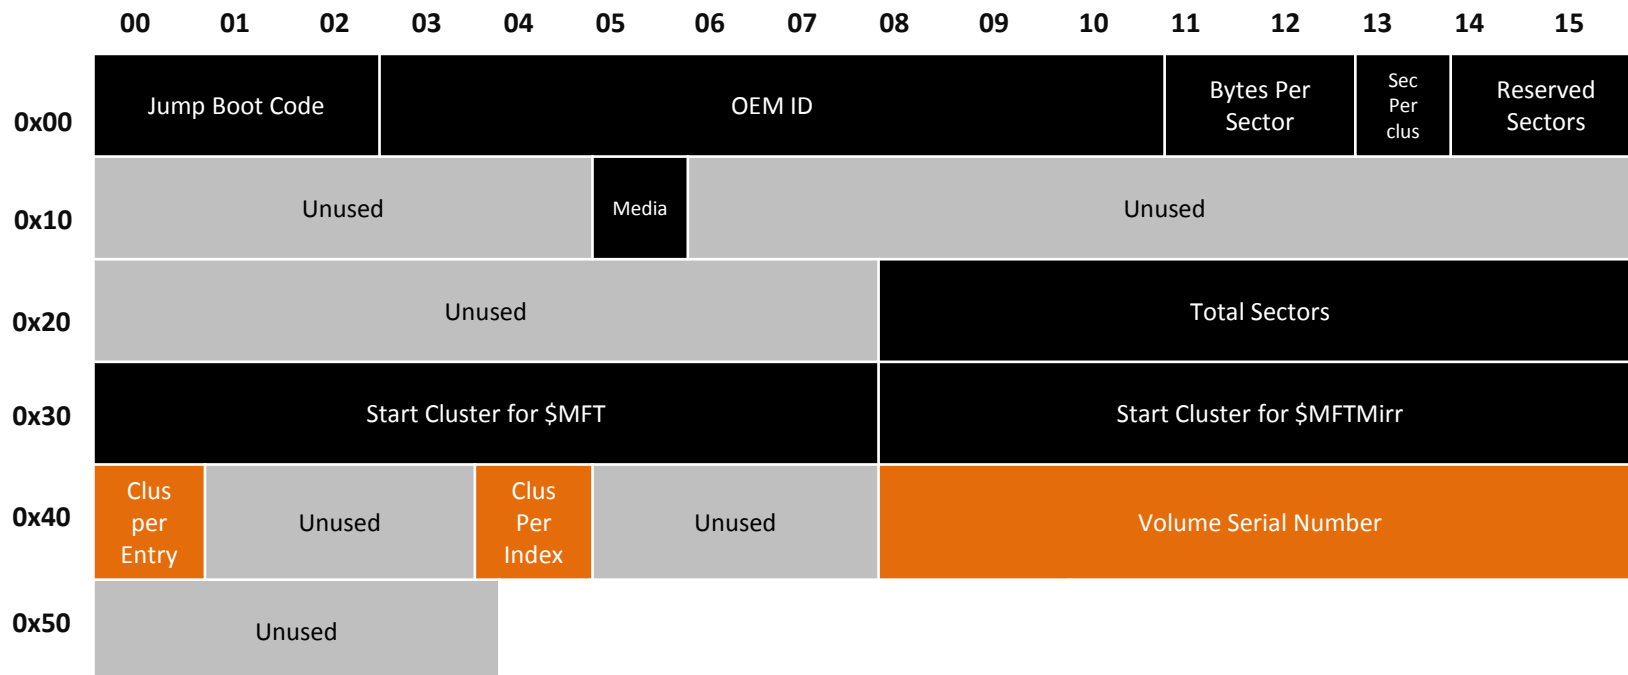 00 01 02 03 04 05 06 07 08 09 10 11 12 13 14 15
0x00
Jump Boot Code
OEM ID
Bytes Per
Sector
Sec
Per
clus
Reserved
Sectors
0x10
Unused
Media
Unused
0x20
Unused
Total Sectors
0x30
Start Cluster for $MFT
Start Cluster for $MFTMirr
0x40
Clus
per
Entry
Unused
Clus
Per
Index
Unused
Volume Serial Number
0x50
Unused